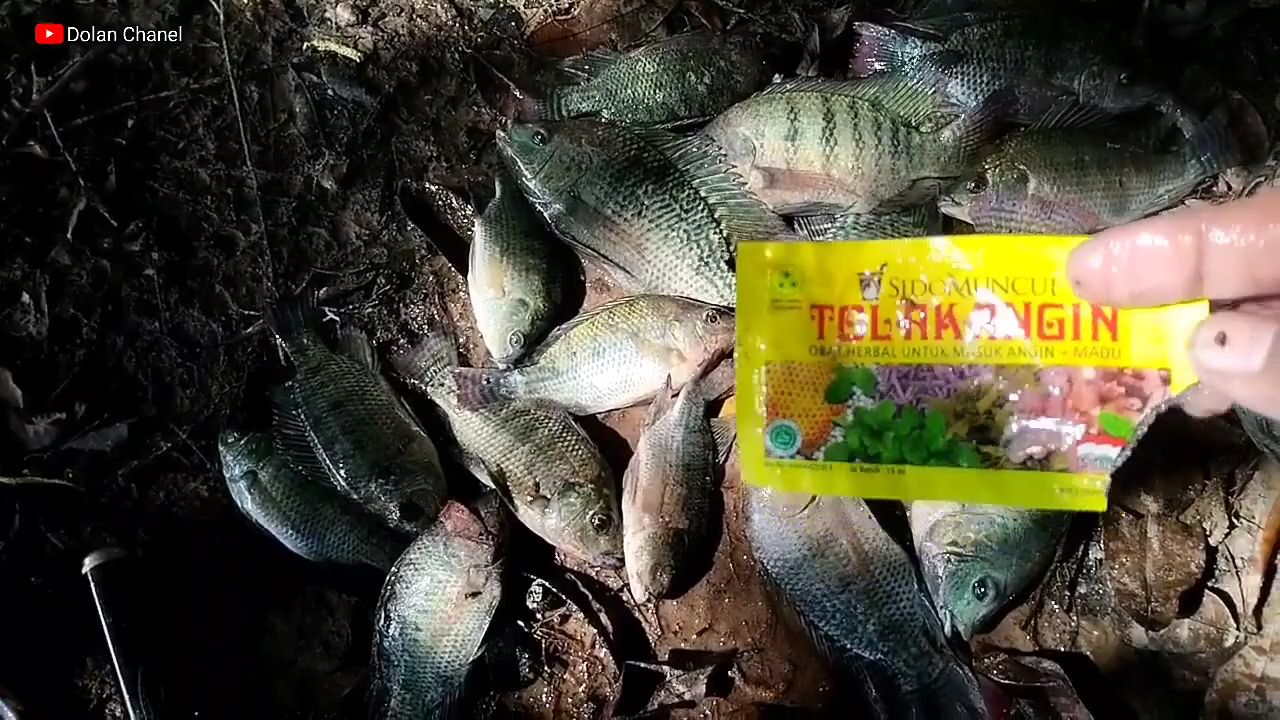 Dolan Chanel
SIDOMUNCUL
TOLAK ANGIN
OBAT HERBAL UNTUK MASUK ANGIN + MADU